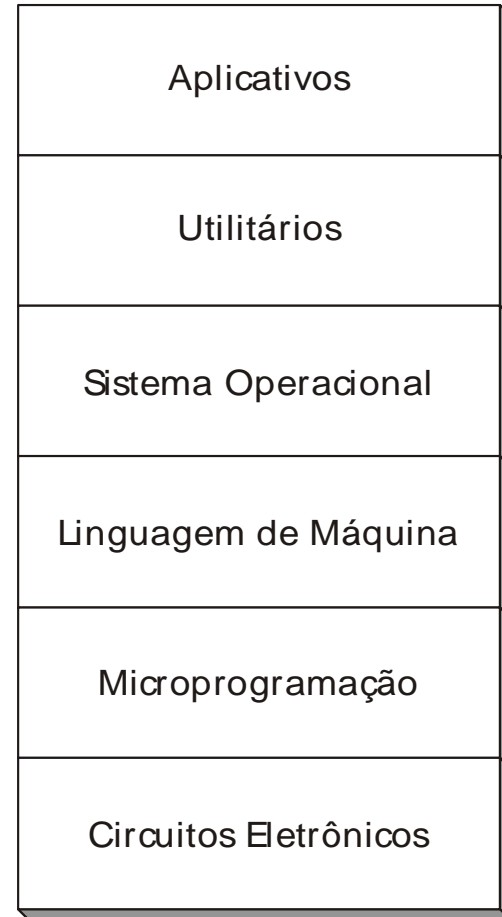 Aplicativos
Utilitários
Sistema Operacional
Linguagem de Máquina
Microprogramação
Circuitos Eletrônicos